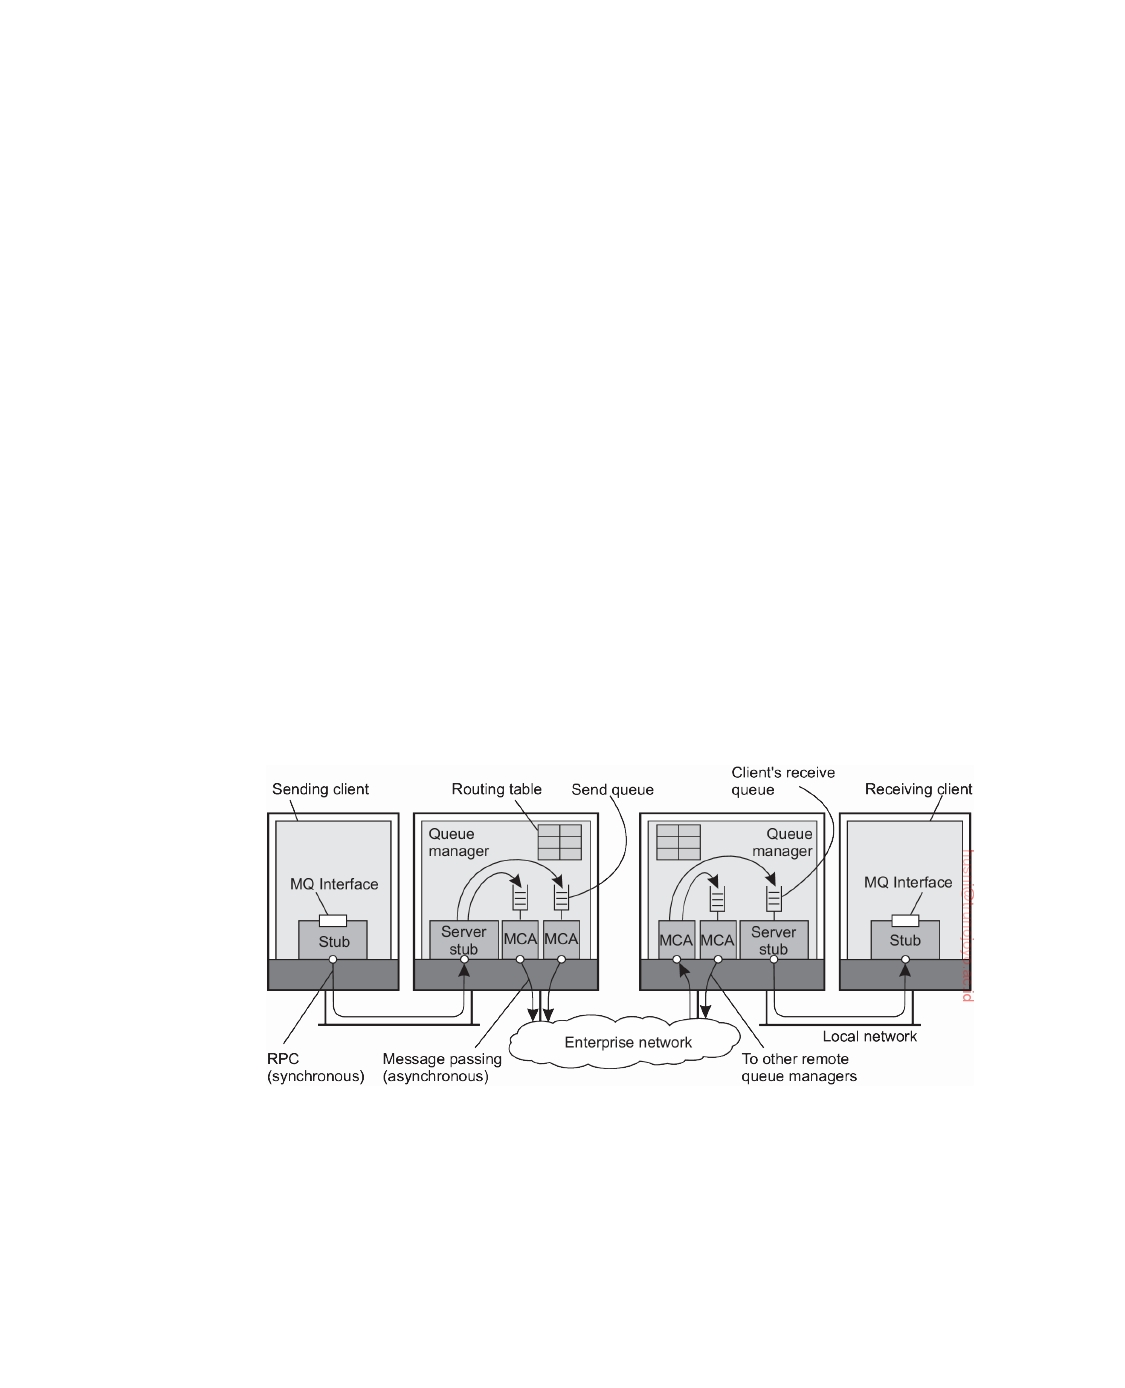 Client's receive
queue
Sending client
Routing table
Send queue
Receiving client
Queue
manager
Queue
manager
MQ Interface
MQ Interface
Stub
Server
stub
MCA
MCA
MCA
MCA
Server
stub
Stub
Enterprise network
Local network
RPC
(synchronous)
Message passing
(asynchronous)
To other remote
queue managers